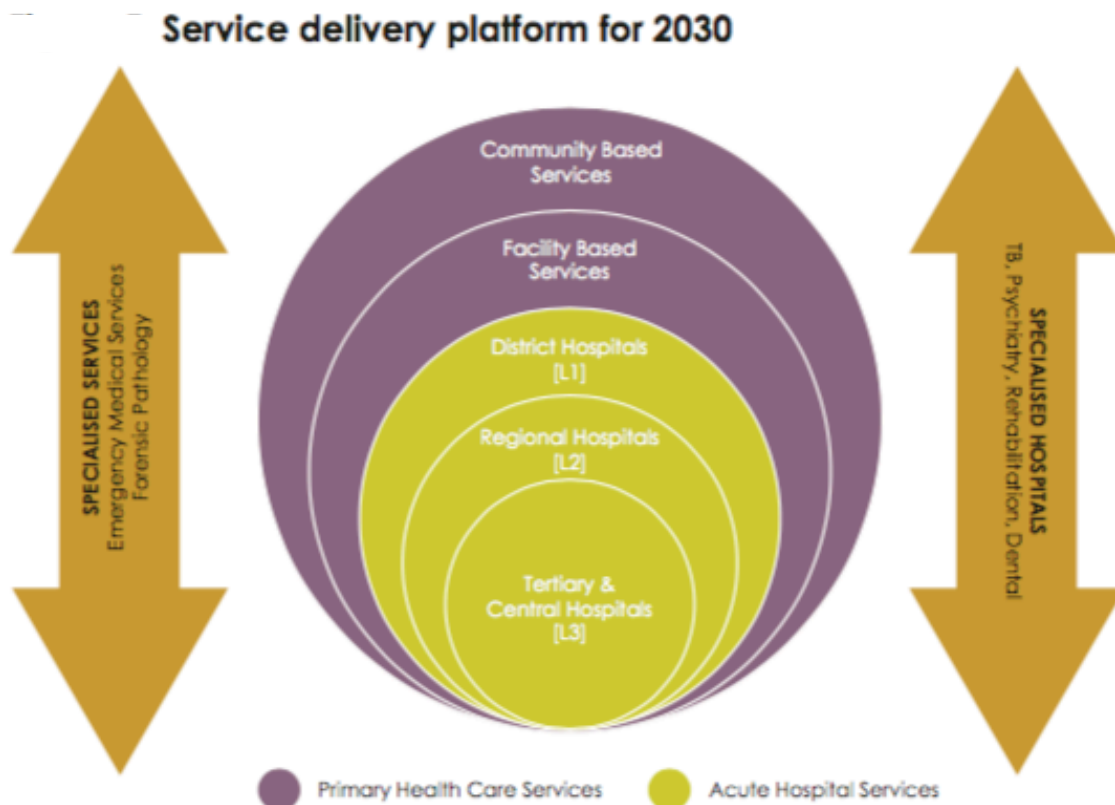 Service delivery platform for 2030
SPECIALISED SERVICES
Emergency Medical Services
Forensic Pathology
Community Based
Services
Facility Based
Services
District Hospitals
[L1]
Regional Hospitals
[L2]
Tertiary &
Central Hospitals
[L3]
SPECIALISED HOSPITALS
TB, Psychiatry, Rehabilitation, Dental
Primary Health Care Services
Acute Hospital Services